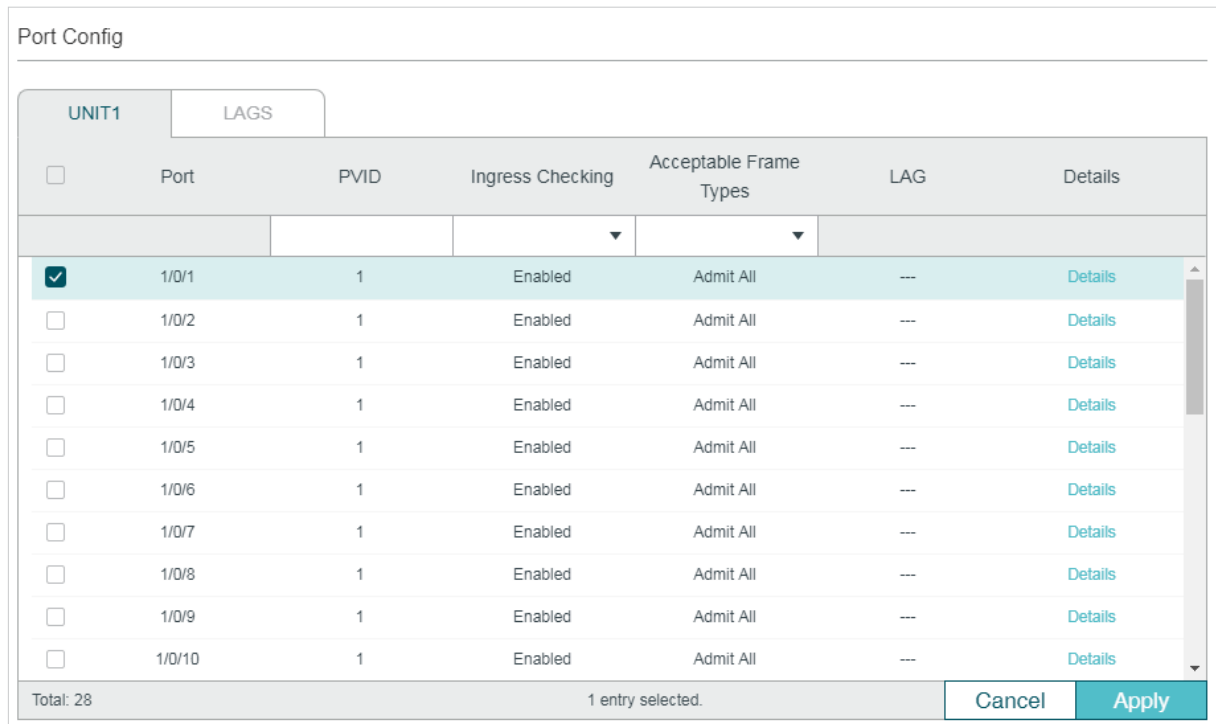 Port Config
UNIT1 LAGS
Port PVID Ingress Checking Acceptable Frame Types LAG Details
1/0/1 1 Enabled Admit All --- Details
1/0/2 1 Enabled Admit All --- Details
1/0/3 1 Enabled Admit All --- Details
1/0/4 1 Enabled Admit All --- Details
1/0/5 1 Enabled Admit All --- Details
1/0/6 1 Enabled Admit All --- Details
1/0/7 1 Enabled Admit All --- Details
1/0/8 1 Enabled Admit All --- Details
1/0/9 1 Enabled Admit All --- Details
1/0/10 1 Enabled Admit All --- Details
Total: 28 1 entry selected. Cancel Apply